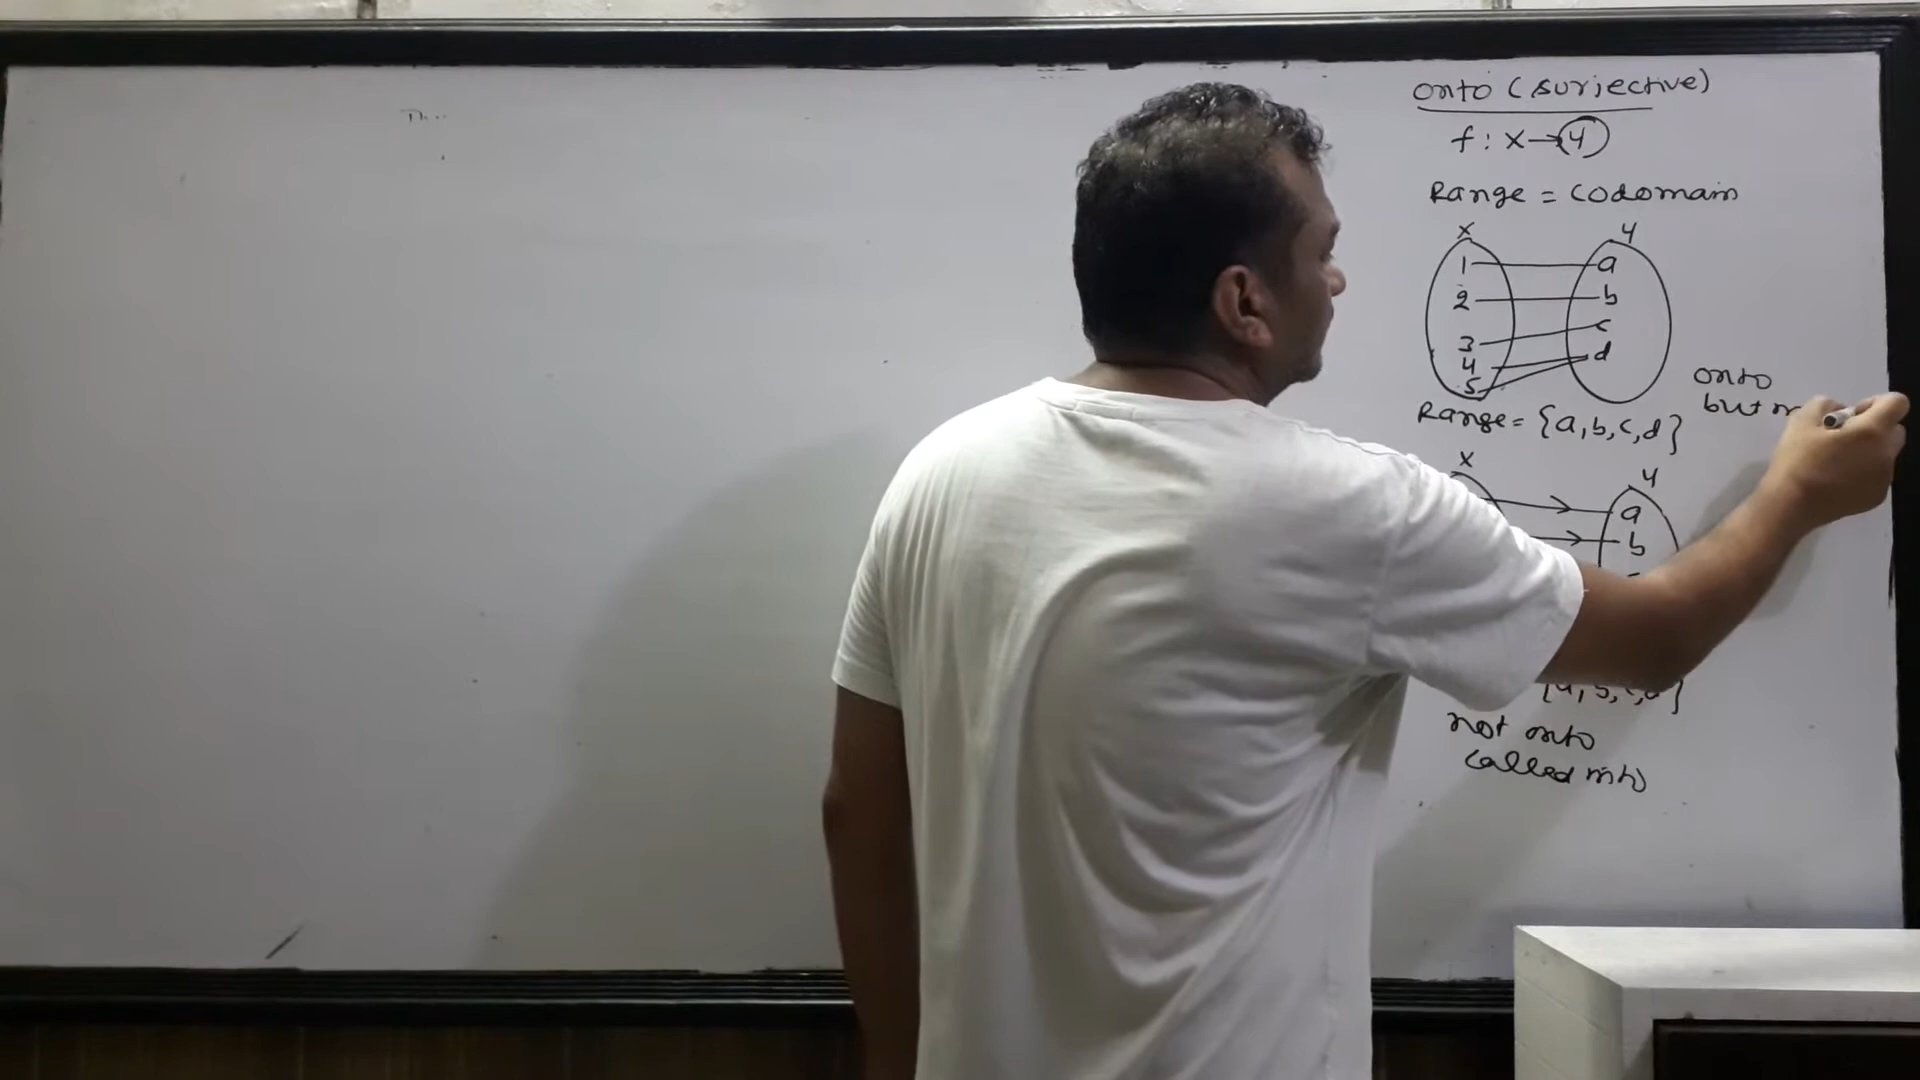 onto (surjective)
f : x → y
Range = codomain
x y
1 a
2 b
3 c
4 d
5
Range = {a, b, c, d}
onto
but
x y
a
b
not onto
called into